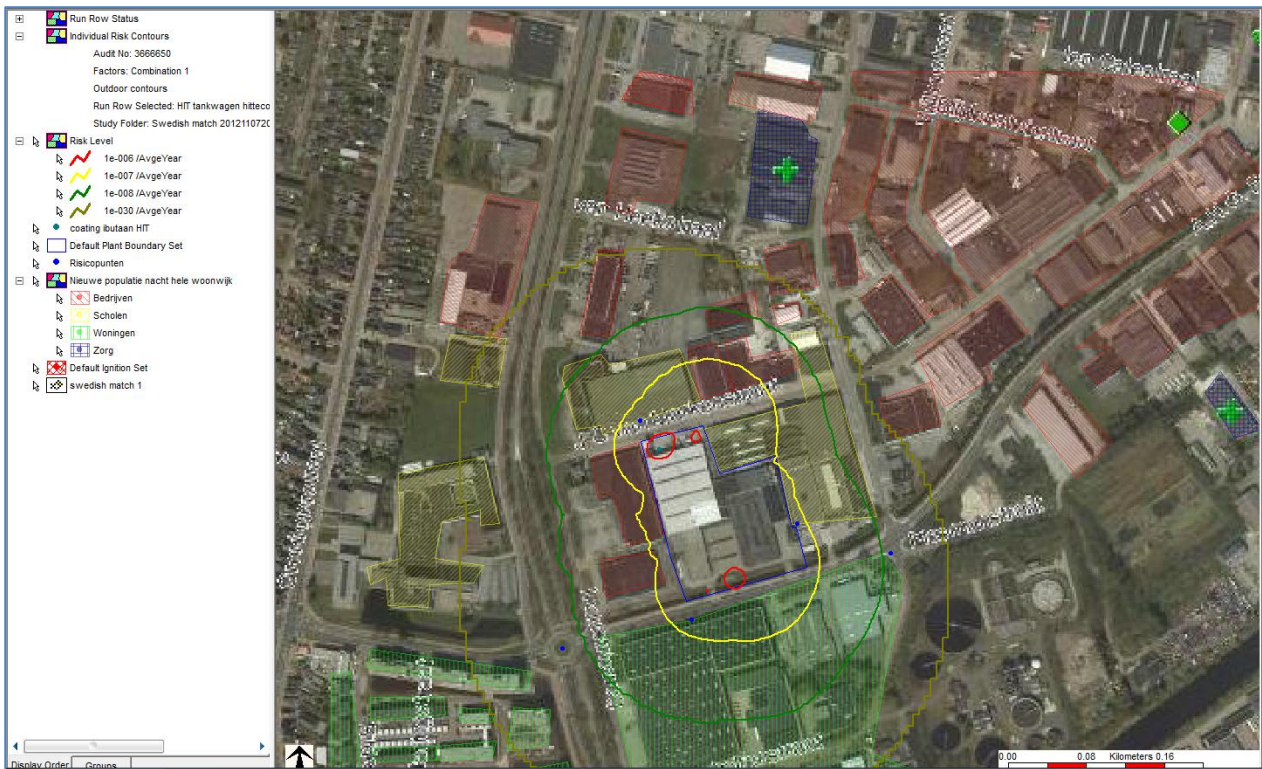 Run Row Status
Individual Risk Contours
Audit No: 3666650
Factors: Combination 1
Outdoor contours
Run Row Selected: HIT tankwagen hitteco
Study Folder: Swedish match 2012110720
Risk Level
1e-006 /AvgeYear
1e-007 /AvgeYear
1e-008 /AvgeYear
1e-030 /AvgeYear
coating ibutaan HIT
Default Plant Boundary Set
Risicopunten
Nieuwe populatie nacht hele woonwijk
Bedrijven
Scholen
Woningen
Zorg
Default Ignition Set
swedish match 1
Display Order
Groups
0.00 0.08 Kilometers 0.16